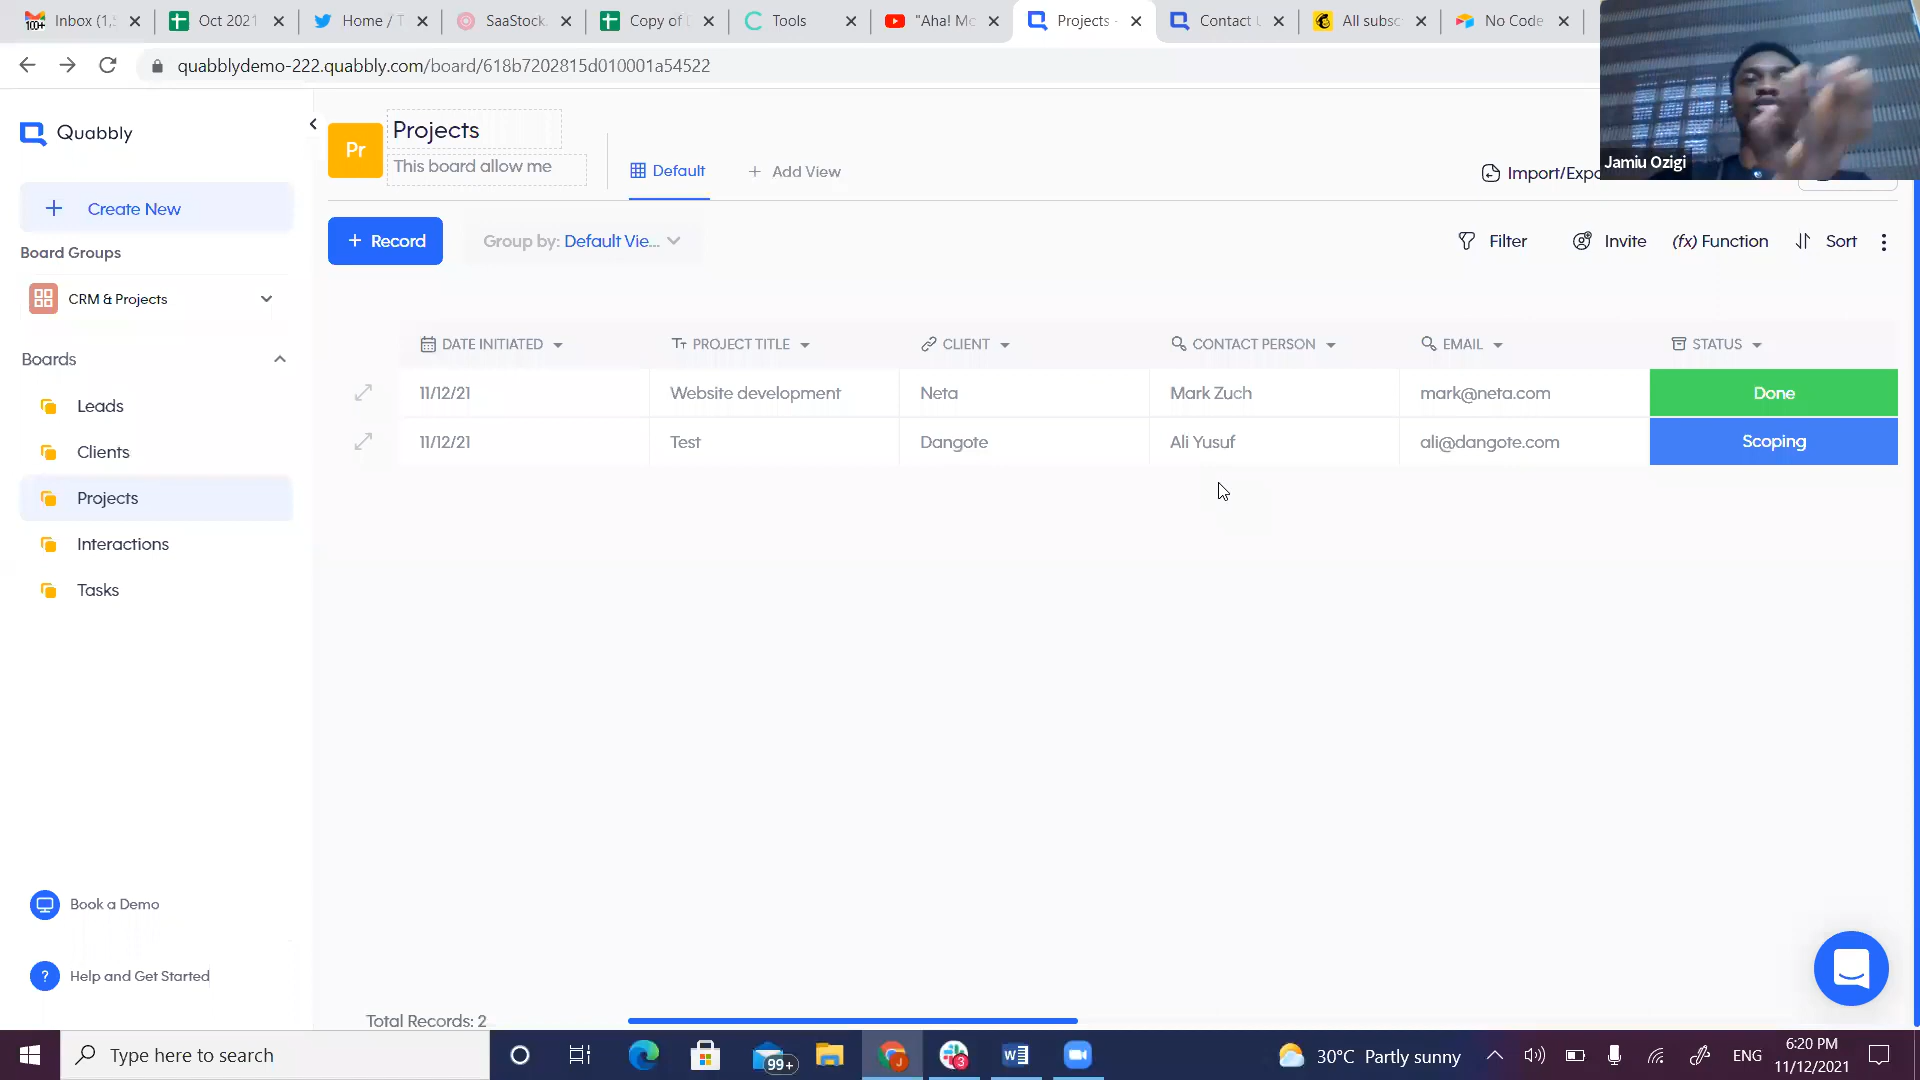 Inbox (1,
Oct 2021
Home / T
SaaStock
Copy of
Tools
"Aha! Mo
Projects -
Contact
All subsc
No Code
quabblydemo-222.quabbly.com/board/618b7202815d010001a54522
Jamiu Ozigi
Quabbly
Create New
Board Groups
CRM & Projects
Boards
Leads
Clients
Projects
Interactions
Tasks
Book a Demo
? Help and Get Started
Pr
Projects
This board allow me
Default
+ Add View
Import/Expo
+ Record
Group by: Default Vie...
Filter
Invite
(fx) Function
Sort
DATE INITIATED
Tт PROJECT TITLE
CLIENT
CONTACT PERSON
EMAIL
STATUS
11/12/21 Website development Neta Mark Zuch mark@neta.com Done
11/12/21 Test Dangote Ali Yusuf ali@dangote.com Scoping
Total Records: 2
Type here to search
99+
3
30°C Partly sunny
ENG
6:20 PM
11/12/2021